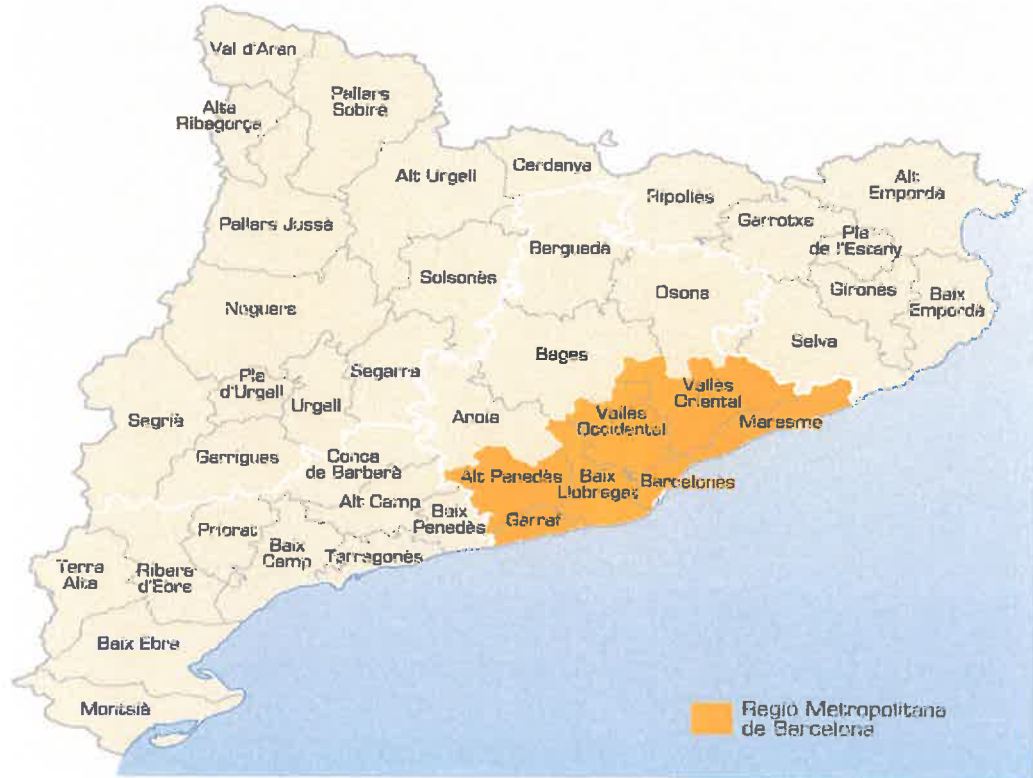 Val d'Aran
Pallars
Sobirà
Alta
Ribagorça
Alt Urgell
Cerdanya
Ripollès
Alt
Empordà
Garrotxa
Pla
de l'Estany
Pallars Jussà
Berguedà
Solsonès
Osona
Gironès
Baix
Empordà
Noguera
Selva
Bages
Segarra
Pla
d'Urgell
Urgell
Vallès
Oriental
Segrià
Anoia
Vallès
Occidental
Maresme
Garrigues
Conca
de Barberà
Alt Penedès
Baix
Llobregat
Barcelonès
Alt Camp
Baix
Penedès
Garraf
Priorat
Baix
Camp
Tarragonès
Terra
Alta
Ribera
d'Ebre
Baix Ebre
Montsià
Regió Metropolitana
de Barcelona